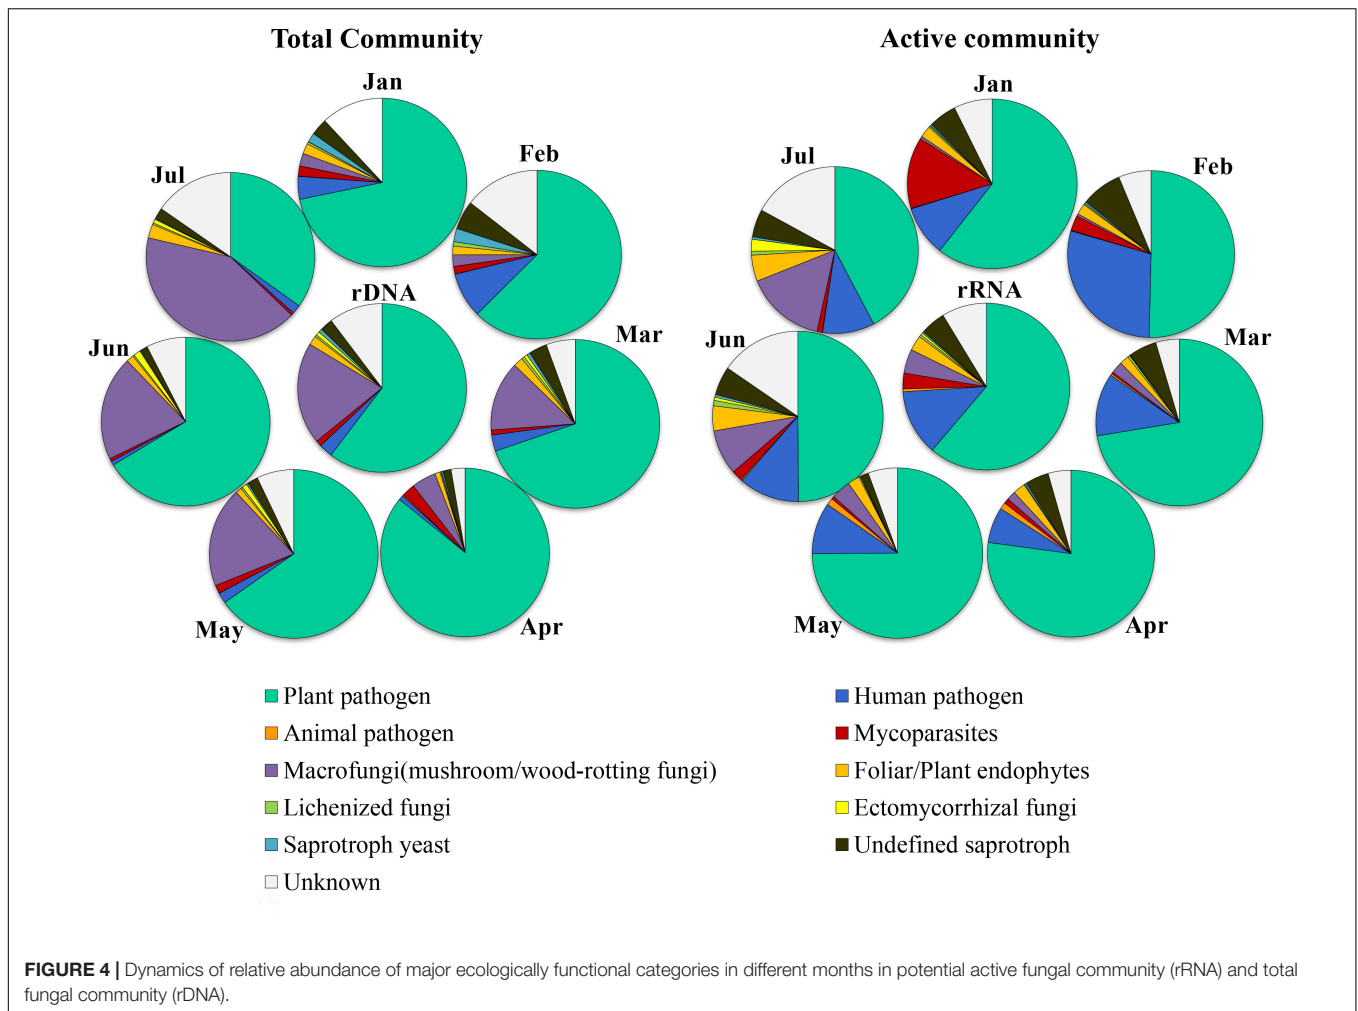 Total Community
Active community
Jan
Feb
Jul
rDNA
Mar
Jun
May
Apr
Jan
Feb
Jul
rRNA
Mar
Jun
May
Apr
Plant pathogen
Human pathogen
Animal pathogen
Mycoparasites
Macrofungi(mushroom/wood-rotting fungi)
Foliar/Plant endophytes
Lichenized fungi
Ectomycorrhizal fungi
Saprotroph yeast
Undefined saprotroph
Unknown
FIGURE 4 | Dynamics of relative abundance of major ecologically functional categories in different months in potential active fungal community (rRNA) and total
fungal community (rDNA).